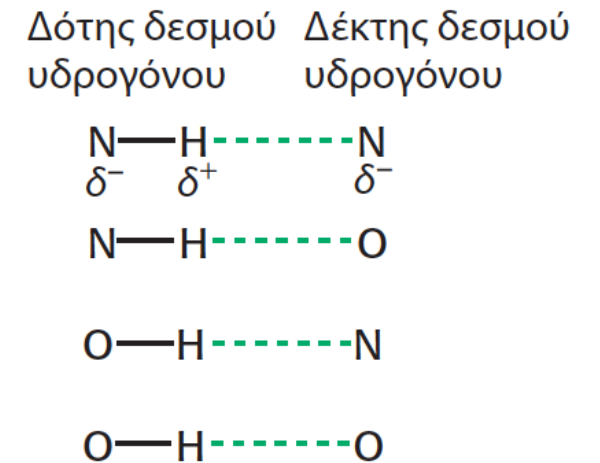 Δότης δεσμού Δέκτης δεσμού
υδρογόνου υδρογόνου
N H N
δ⁻ δ⁺ δ⁻
N H O
O H N
O H O